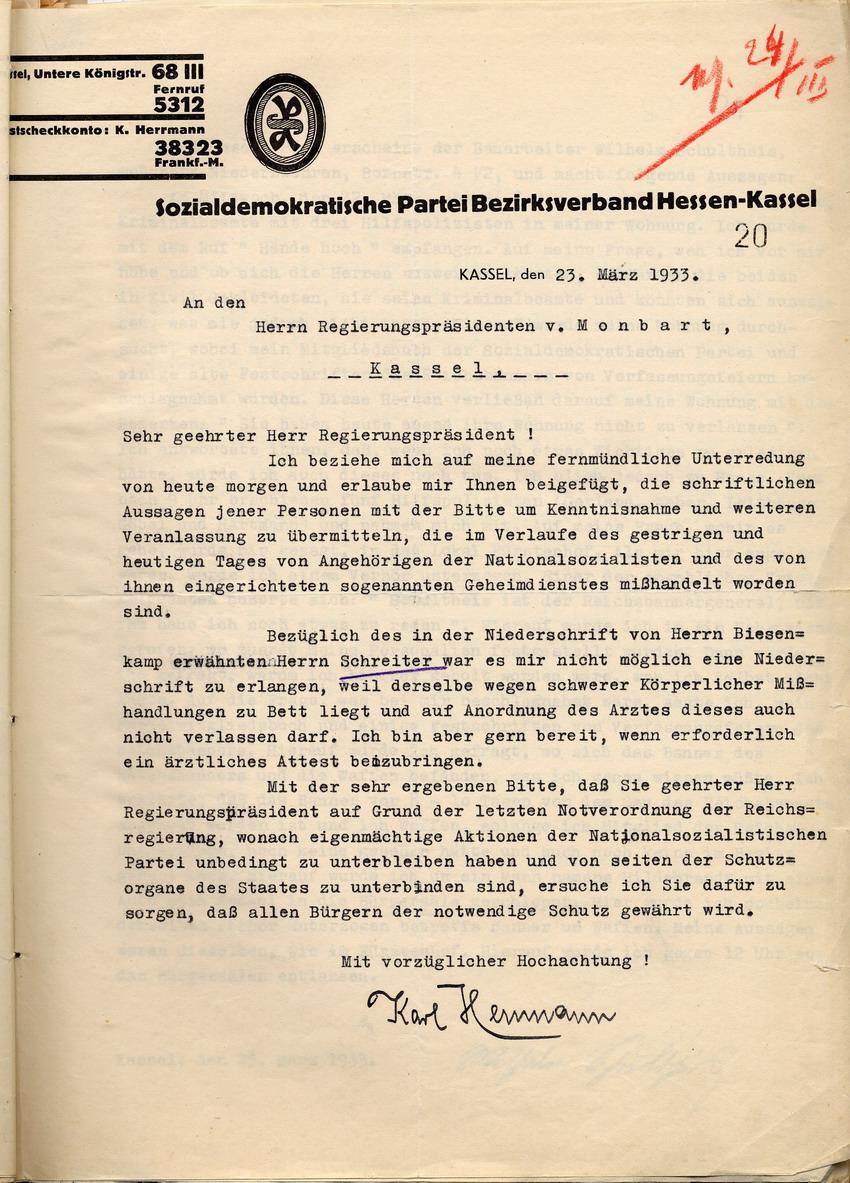 Untere Königstr. 68 III
Fernruf
5312
K. Herrmann
38323
Frankf.-M.
24/III
Sozialdemokratische Partei Bezirksverband Hessen-Kassel
20
KASSEL, den 23. März 1933.
An den
Herrn Regierungspräsidenten v. M o n b a r t ,
K a s s e l .
Sehr geehrter Herr Regierungspräsident !
Ich beziehe mich auf meine fernmündliche Unterredung
von heute morgen und erlaube mir Ihnen beigefügt, die schriftlichen
Aussagen jener Personen mit der Bitte um Kenntnisnahme und weiteren
Veranlassung zu übermitteln, die im Verlaufe des gestrigen und
heutigen Tages von Angehörigen der Nationalsozialisten und des von
ihnen eingerichteten sogenannten Geheimdienstes mißhandelt worden
sind.
Bezüglich des in der Niederschrift von Herrn Biesen=
kamp erwähnten Herrn Schreiter war es mir nicht möglich eine Nieder=
schrift zu erlangen, weil derselbe wegen schwerer Körperlicher Miß=
handlungen zu Bett liegt und auf Anordnung des Arztes dieses auch
nicht verlassen darf. Ich bin aber gern bereit, wenn erforderlich
ein ärztliches Attest beizubringen.
Mit der sehr ergebenen Bitte, daß Sie geehrter Herr
Regierungspräsident auf Grund der letzten Notverordnung der Reichs=
regierung, wonach eigenmächtige Aktionen der Nationalsozialistischen
Partei unbedingt zu unterbleiben haben und von seiten der Schutz=
organe des Staates zu unterbinden sind, ersuche ich Sie dafür zu
sorgen, daß allen Bürgern der notwendige Schutz gewährt wird.
Mit vorzüglicher Hochachtung !
Karl Herrmann